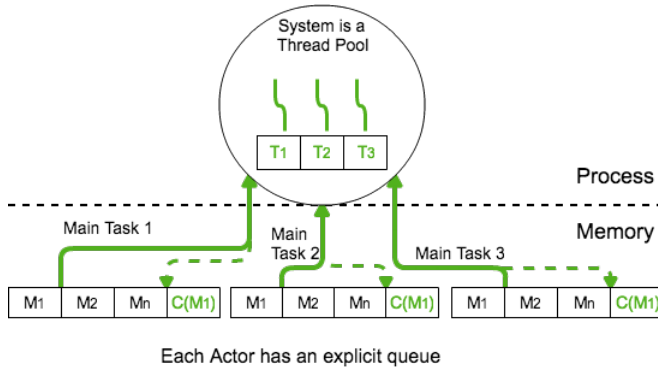 System is a
Thread Pool
T1 T2 T3
Process
Main Task 1
Main
Task 2
Main Task 3
Memory
M1 M2 Mn C(M1) M1 M2 Mn C(M1) M1 M2 Mn C(M1)
Each Actor has an explicit queue